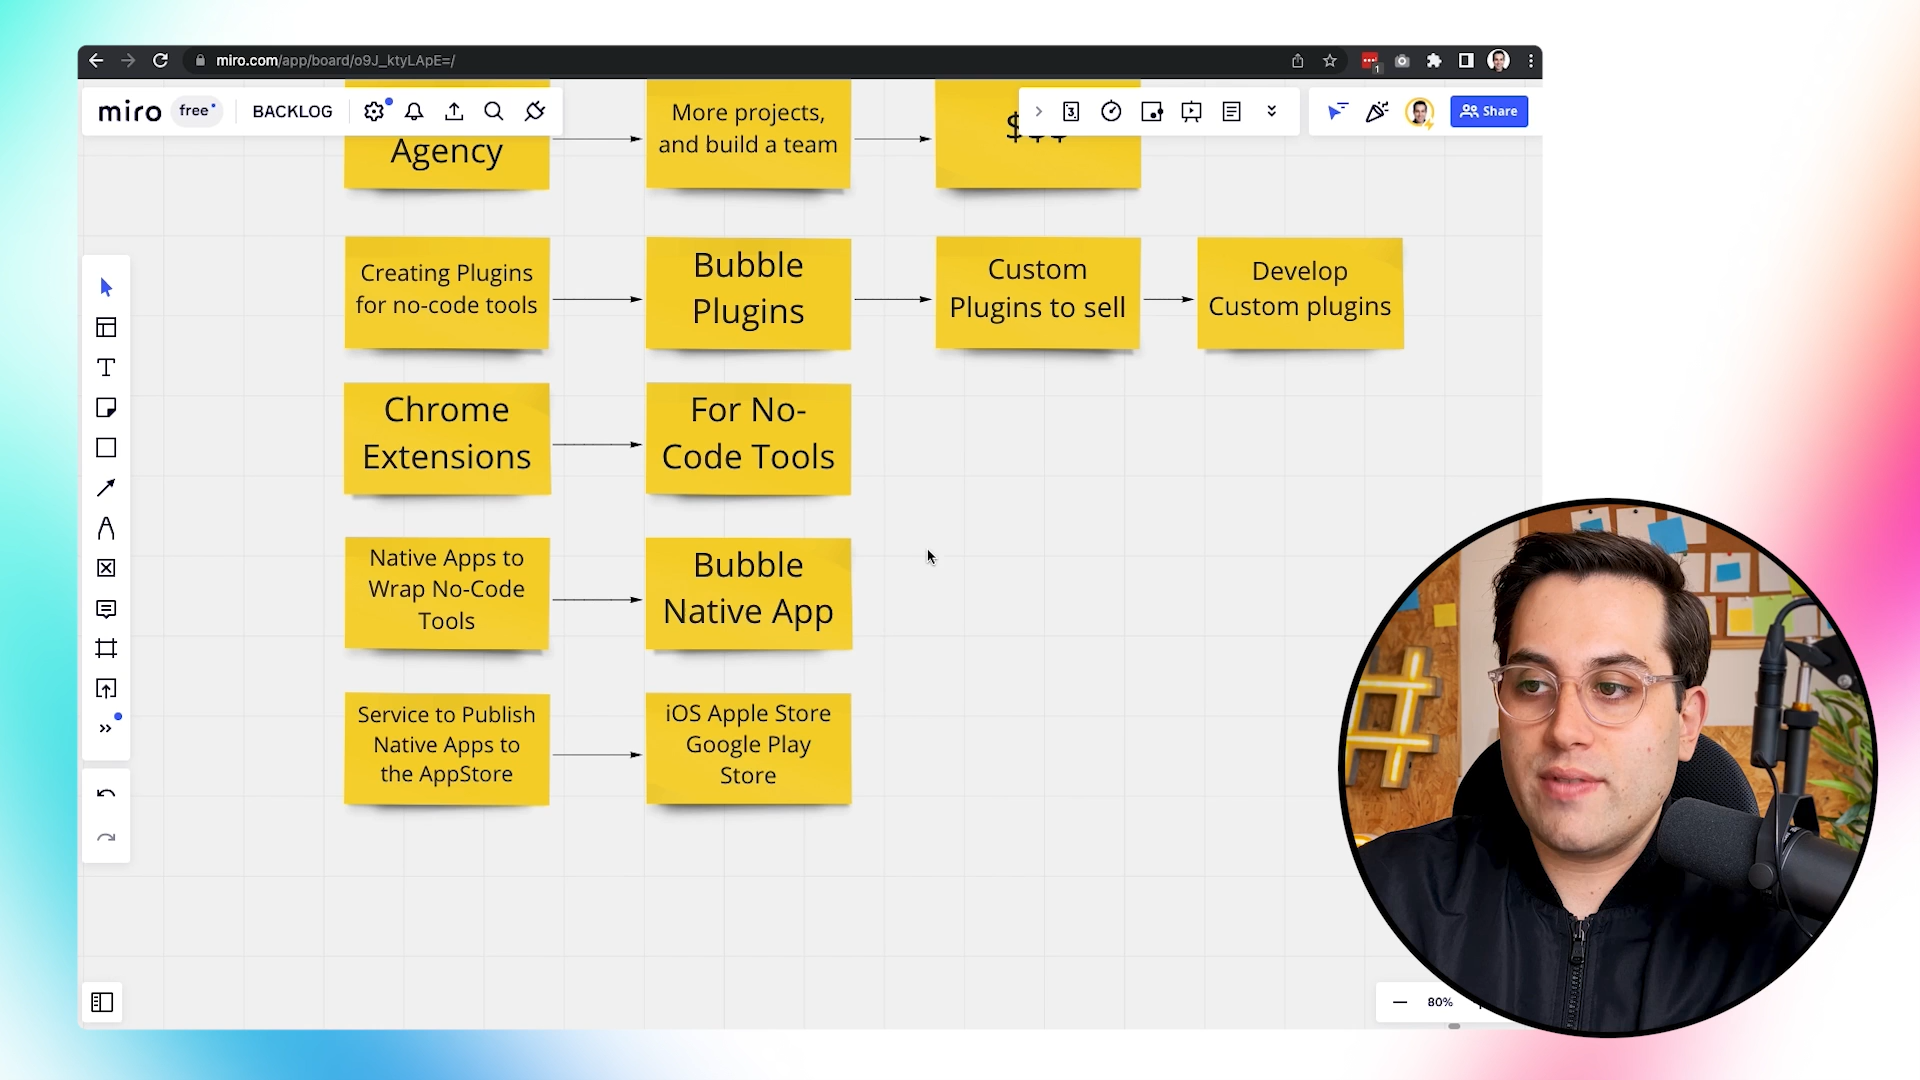 miro.com/app/board/o9J_ktyLApE=/
1
miro
free
BACKLOG
Share
Agency
More projects,
and build a team
$$$
Creating Plugins
for no-code tools
Bubble
Plugins
Custom
Plugins to sell
Develop
Custom plugins
Chrome
Extensions
For No-
Code Tools
Native Apps to
Wrap No-Code
Tools
Bubble
Native App
Service to Publish
Native Apps to
the AppStore
iOS Apple Store
Google Play
Store
80%